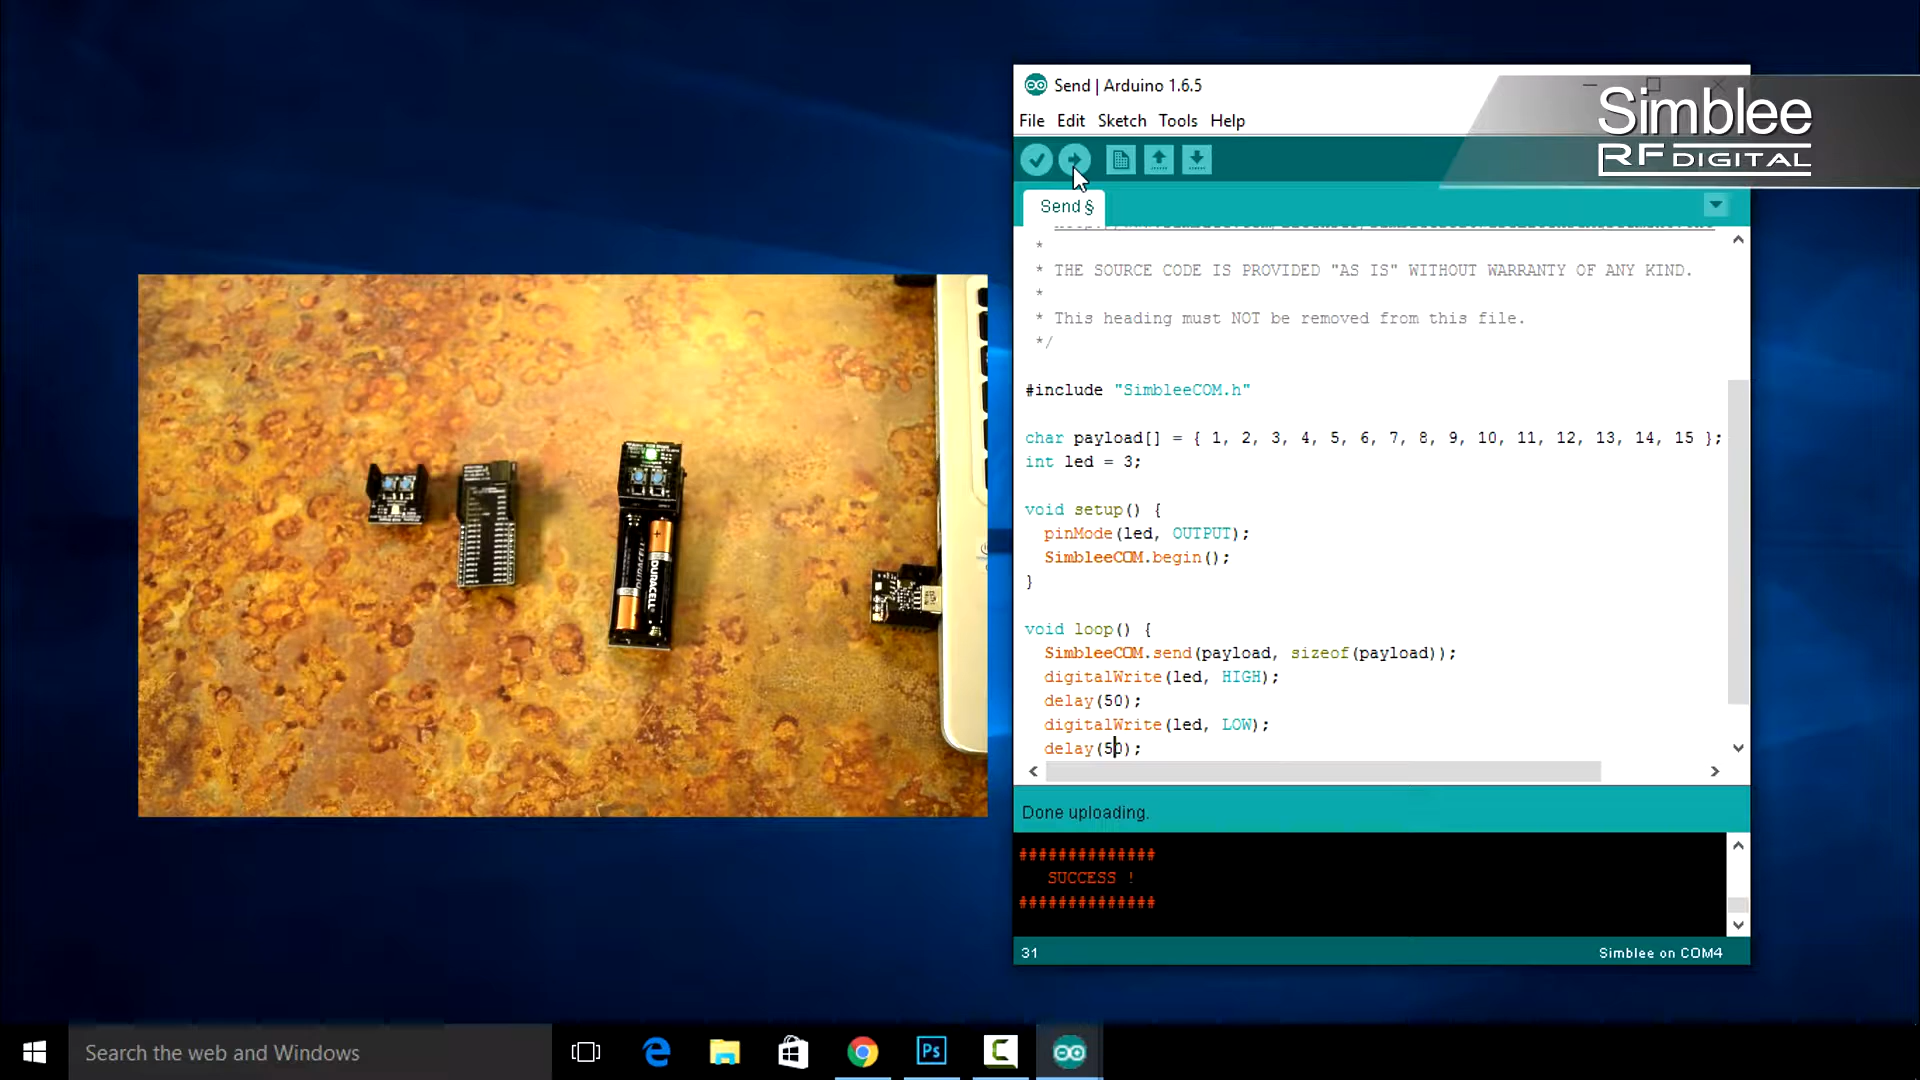 Send | Arduino 1.6.5
Simblee
RF DIGITAL
File Edit Sketch Tools Help
Send §
*
* THE SOURCE CODE IS PROVIDED "AS IS" WITHOUT WARRANTY OF ANY KIND.
*
* This heading must NOT be removed from this file.
*/
#include "SimbleeCOM.h"
char payload[] = { 1, 2, 3, 4, 5, 6, 7, 8, 9, 10, 11, 12, 13, 14, 15 };
int led = 3;
void setup() {
pinMode(led, OUTPUT);
SimbleeCOM.begin();
}
void loop() {
SimbleeCOM.send(payload, sizeof(payload));
digitalWrite(led, HIGH);
delay(50);
digitalWrite(led, LOW);
delay(50);
DURACELL
Done uploading.
##############
SUCCESS !
##############
31
Simblee on COM4
Search the web and Windows
Ps